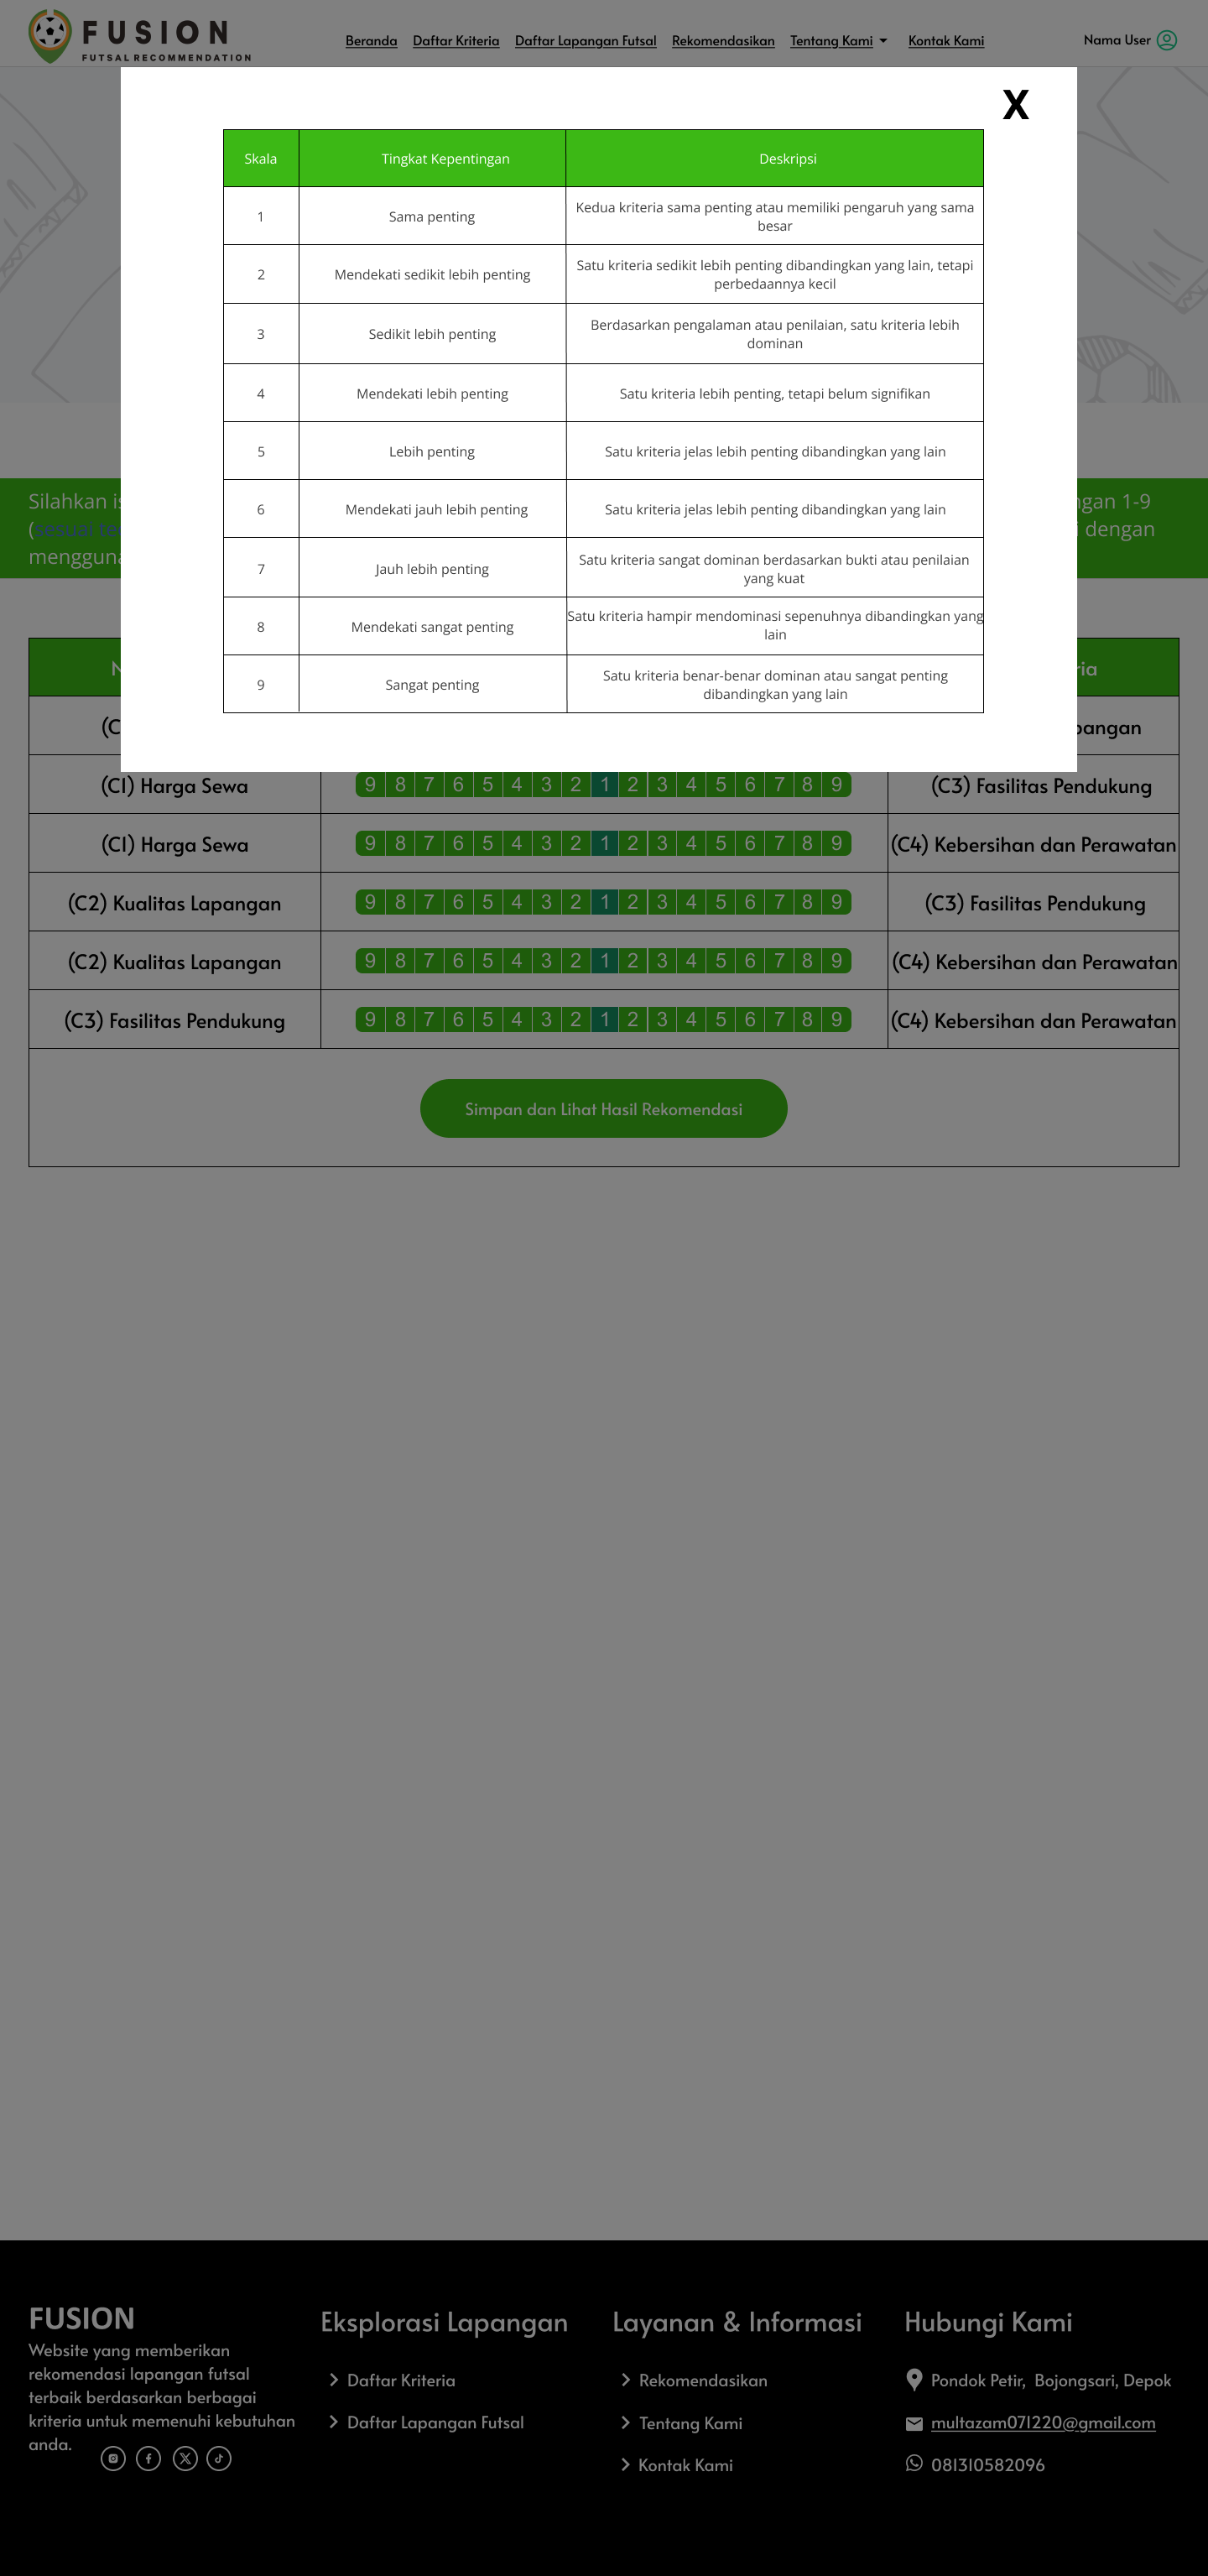 FUSION
FUTSAL RECOMMENDATION
Beranda Daftar Kriteria Daftar Lapangan Futsal Rekomendasikan Tentang Kami Kontak Kami Nama User
X
Skala Tingkat Kepentingan Deskripsi
1 Sama penting Kedua kriteria sama penting atau memiliki pengaruh yang sama
besar
2 Mendekati sedikit lebih penting Satu kriteria sedikit lebih penting dibandingkan yang lain, tetapi
perbedaannya kecil
3 Sedikit lebih penting Berdasarkan pengalaman atau penilaian, satu kriteria lebih
dominan
4 Mendekati lebih penting Satu kriteria lebih penting, tetapi belum signifikan
5 Lebih penting Satu kriteria jelas lebih penting dibandingkan yang lain
6 Mendekati jauh lebih penting Satu kriteria jelas lebih penting dibandingkan yang lain
7 Jauh lebih penting Satu kriteria sangat dominan berdasarkan bukti atau penilaian
yang kuat
8 Mendekati sangat penting Satu kriteria hampir mendominasi sepenuhnya dibandingkan yang
lain
9 Sangat penting Satu kriteria benar-benar dominan atau sangat penting
dibandingkan yang lain
Silahkan is ngan 1-9
(sesuai te i dengan
mengguna
N ria
(C pangan
(C1) Harga Sewa 9 8 7 6 5 4 3 2 1 2 3 4 5 6 7 8 9 (C3) Fasilitas Pendukung
(C1) Harga Sewa 9 8 7 6 5 4 3 2 1 2 3 4 5 6 7 8 9 (C4) Kebersihan dan Perawatan
(C2) Kualitas Lapangan 9 8 7 6 5 4 3 2 1 2 3 4 5 6 7 8 9 (C3) Fasilitas Pendukung
(C2) Kualitas Lapangan 9 8 7 6 5 4 3 2 1 2 3 4 5 6 7 8 9 (C4) Kebersihan dan Perawatan
(C3) Fasilitas Pendukung 9 8 7 6 5 4 3 2 1 2 3 4 5 6 7 8 9 (C4) Kebersihan dan Perawatan
Simpan dan Lihat Hasil Rekomendasi
FUSION
Website yang memberikan
rekomendasi lapangan futsal
terbaik berdasarkan berbagai
kriteria untuk memenuhi kebutuhan
anda.
Eksplorasi Lapangan
Daftar Kriteria
Daftar Lapangan Futsal
Layanan & Informasi
Rekomendasikan
Tentang Kami
Kontak Kami
Hubungi Kami
Pondok Petir, Bojongsari, Depok
multazam071220@gmail.com
081310582096